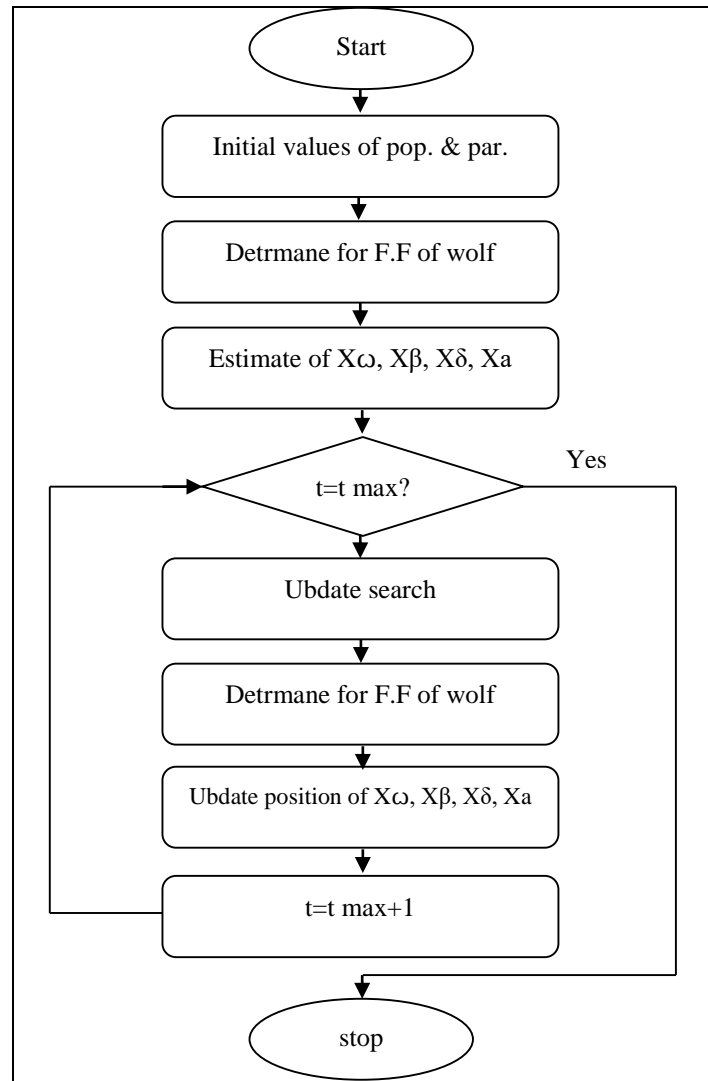 Start
Initial values of pop. & par.
Detrmane for F.F of wolf
Estimate of Xω, Xβ, Xδ, Xa
Yes
t=t max?
Ubdate search
Detrmane for F.F of wolf
Ubdate position of Xω, Xβ, Xδ, Xa
t=t max+1
stop